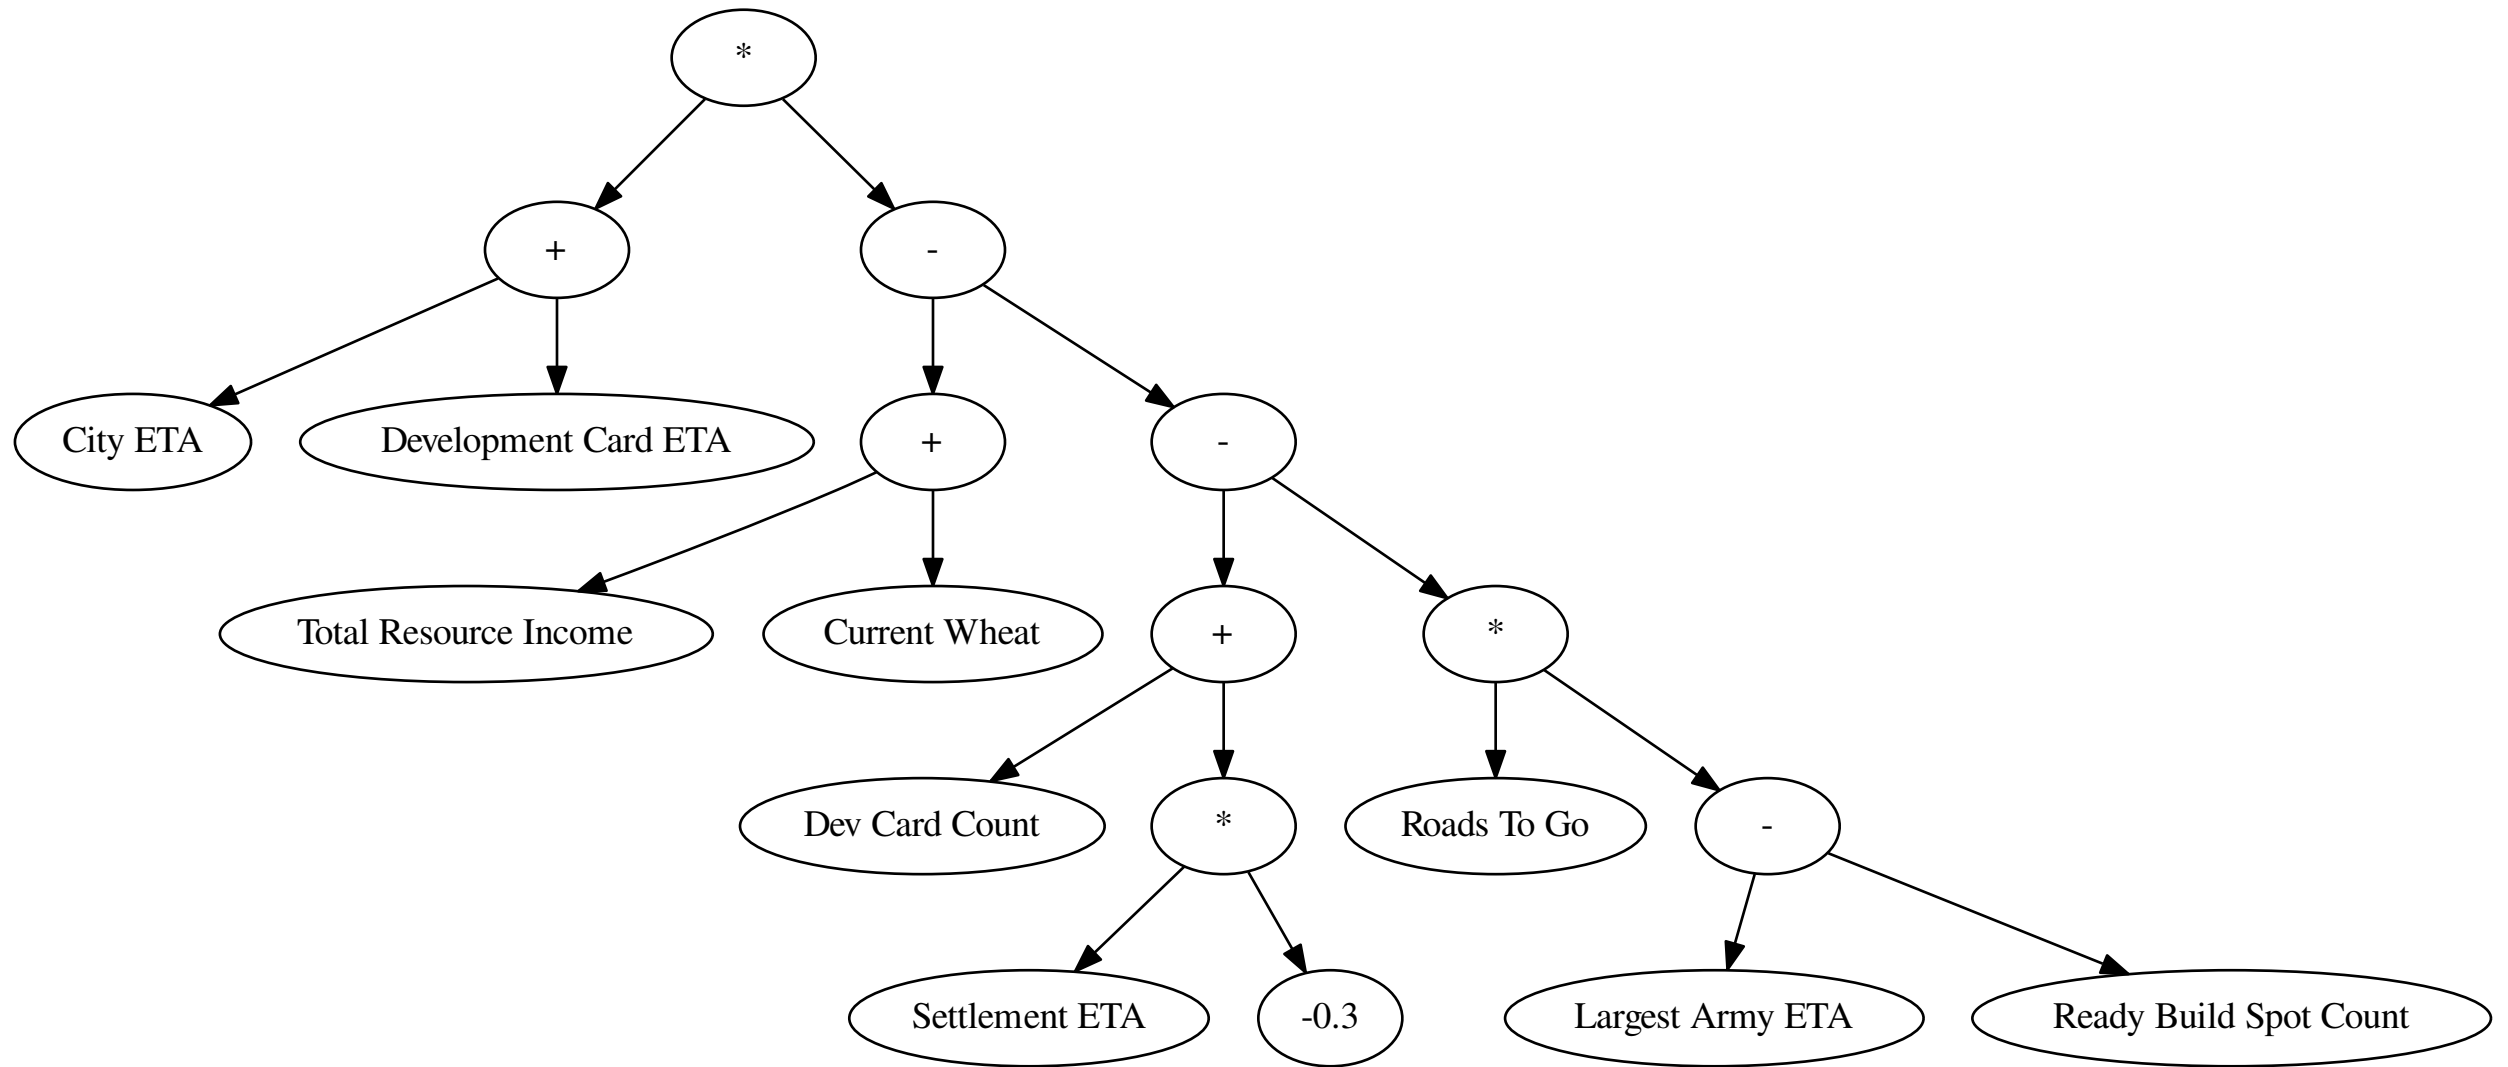 *
+
-
City ETA
Development Card ETA
+
-
Total Resource Income
Current Wheat
+
*
Dev Card Count
*
Roads To Go
-
Settlement ETA
-0.3
Largest Army ETA
Ready Build Spot Count